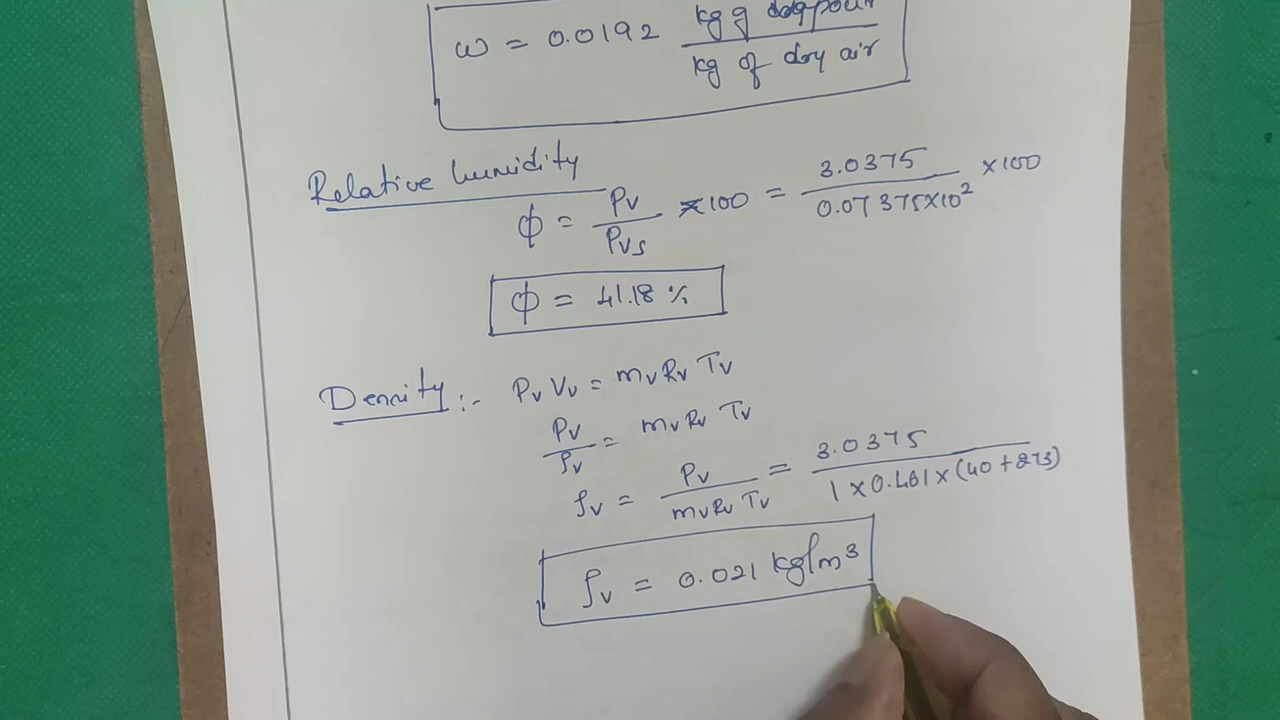 ω = 0.0192 kg g / kg of dry air
Relative humidity
ϕ = Pv / Pvs × 100 = 3.0375 / 0.07375×10² × 100
ϕ = 41.18 %
Density :- Pv Vv = mv Rv Tv
Pv / ρv = mv Rv Tv
ρv = Pv / mv Rv Tv = 3.0375 / 1 × 0.461 × (40 + 273)
ρv = 0.021 kg/m³